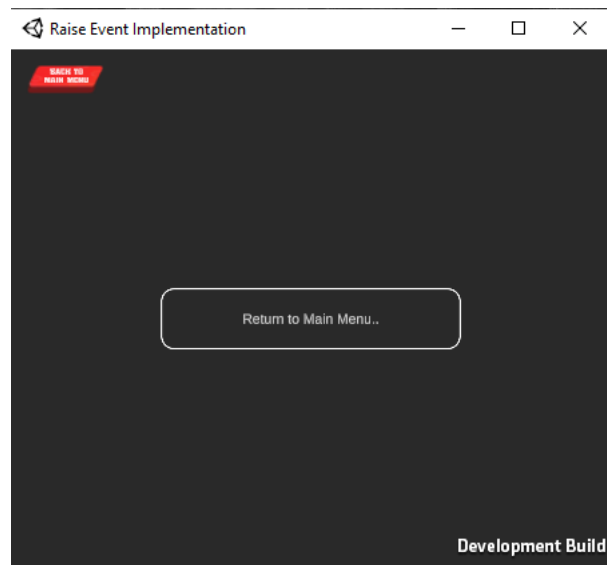 Raise Event Implementation
BACK TO
MAIN MENU
Return to Main Menu..
Development Build